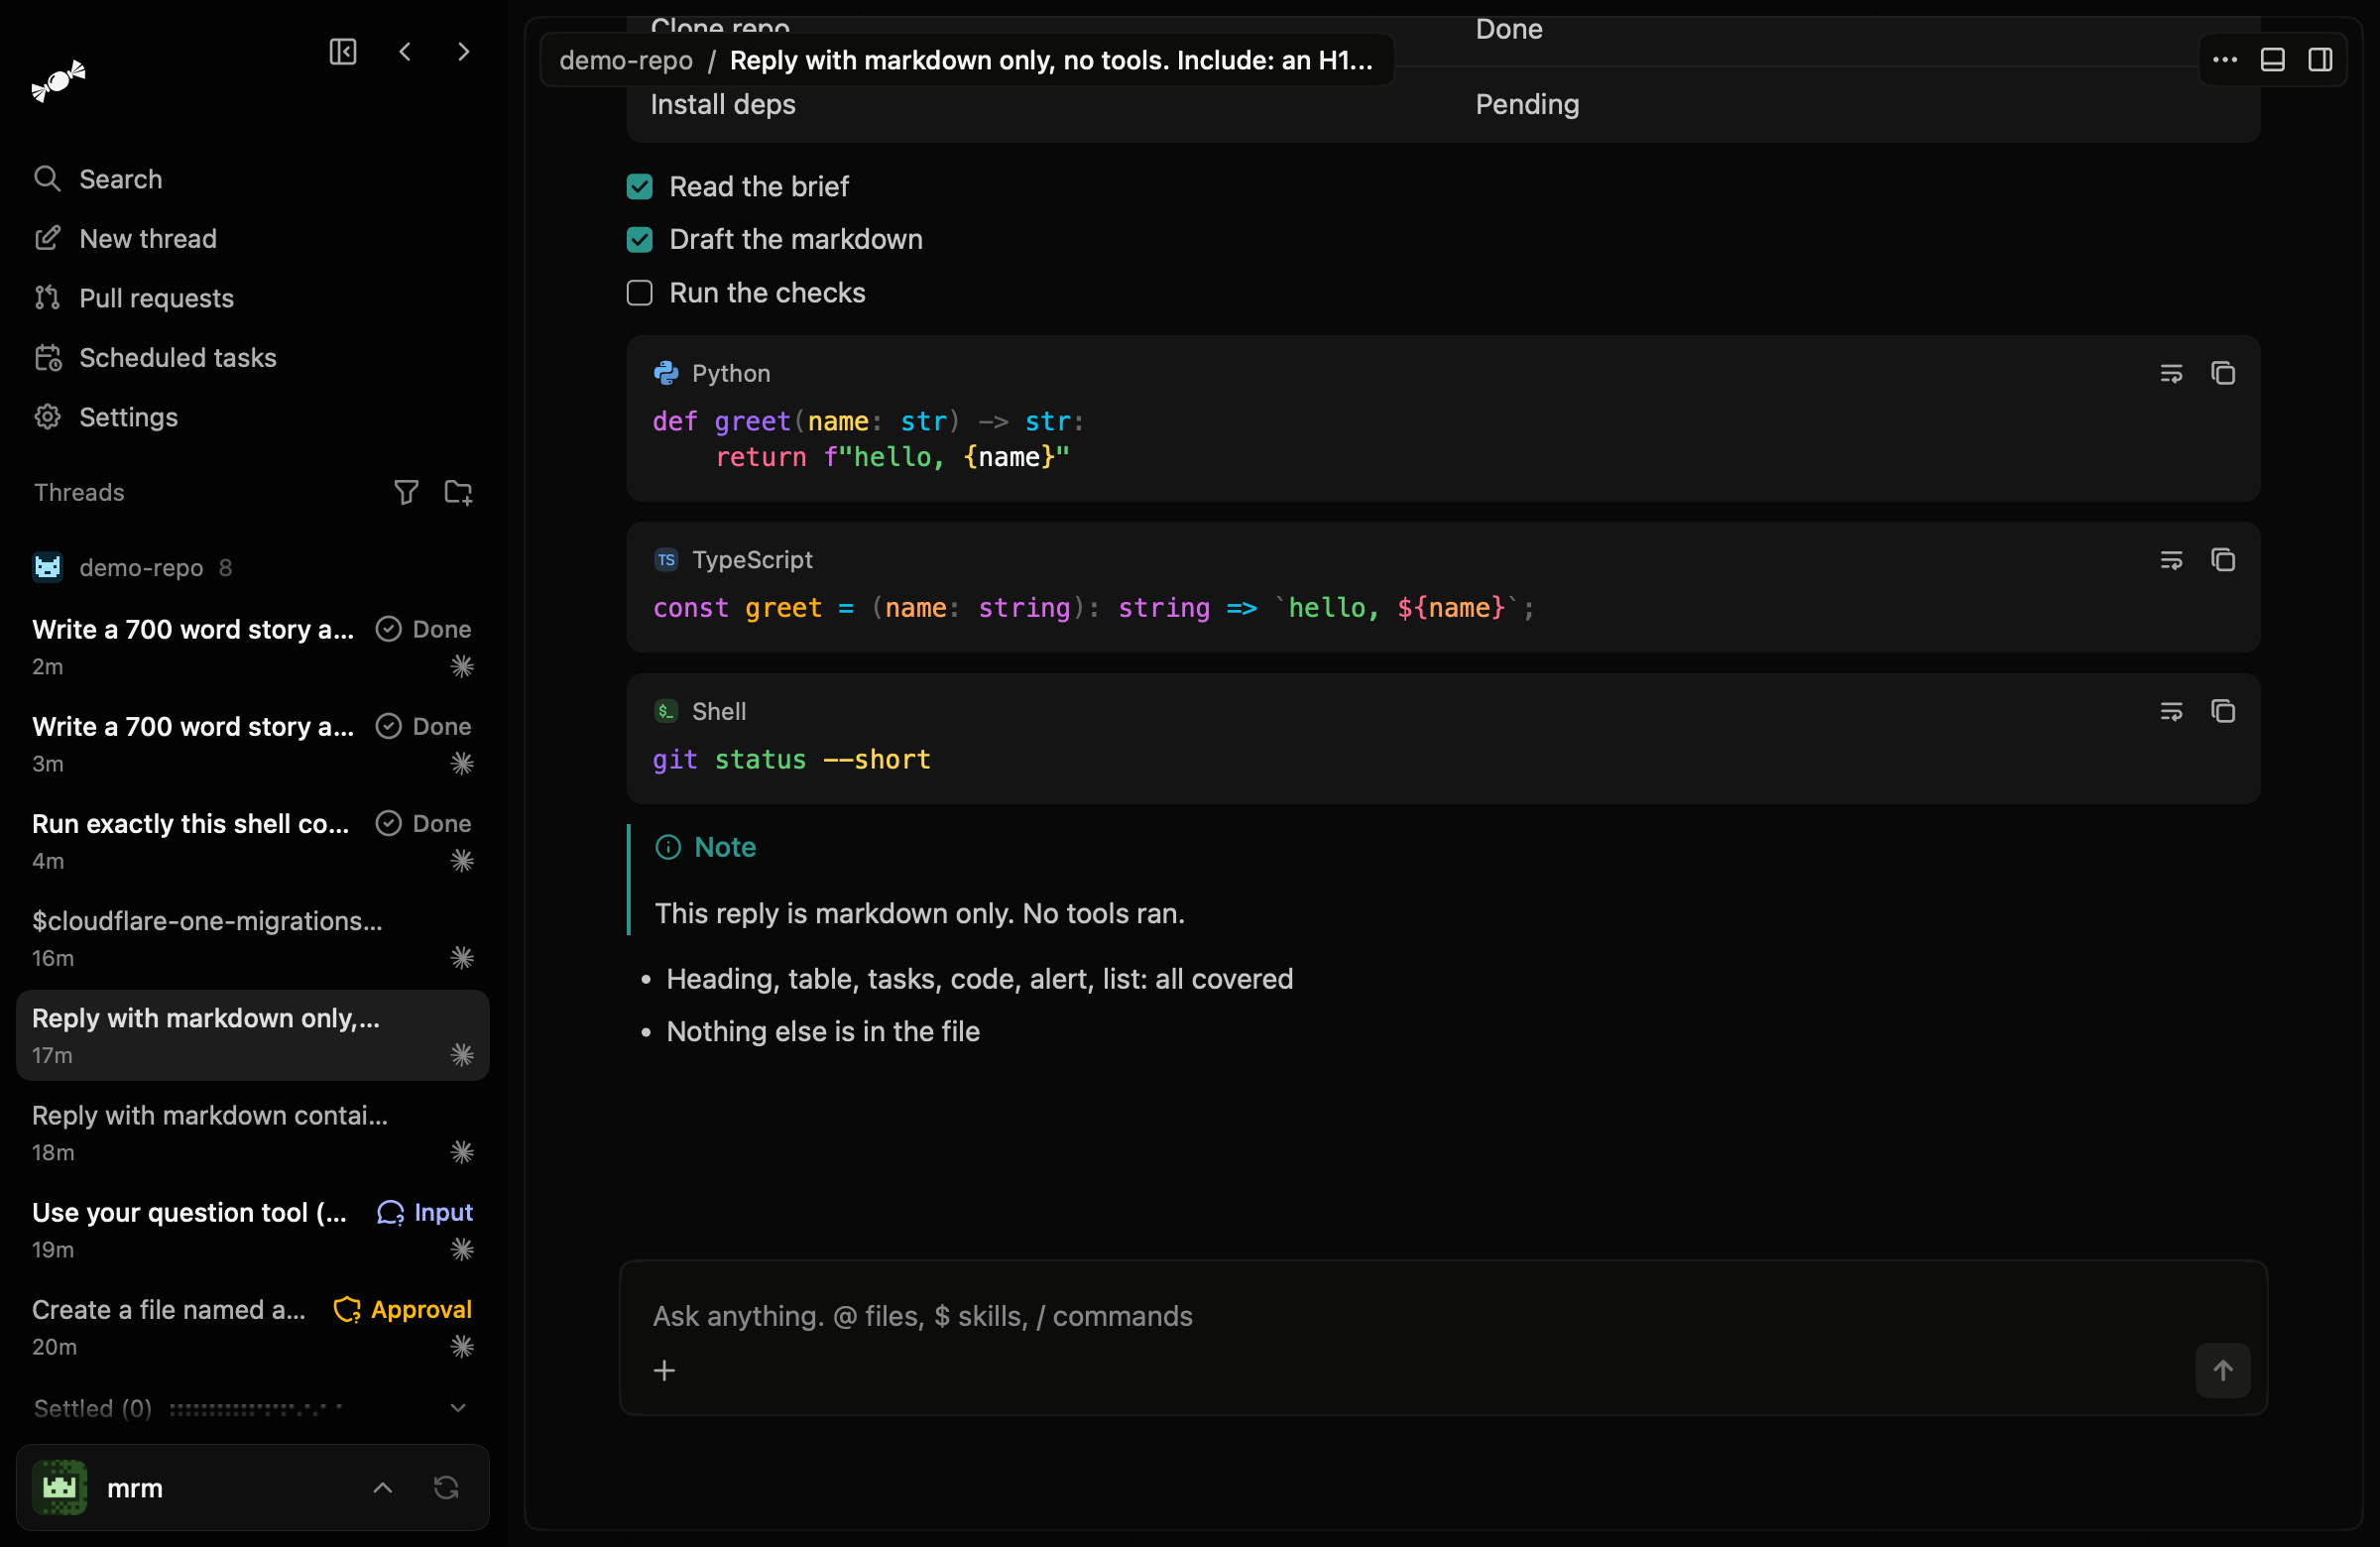 Search
New thread
Pull requests
Scheduled tasks
Settings
Threads
demo-repo 8
Write a 700 word story a... Done
2m
Write a 700 word story a... Done
3m
Run exactly this shell co... Done
4m
$cloudflare-one-migrations...
16m
Reply with markdown only,...
17m
Reply with markdown contai...
18m
Use your question tool (... Input
19m
Create a file named a... Approval
20m
Settled (0)
mrm
Clone repo Done
demo-repo / Reply with markdown only, no tools. Include: an H1...
Install deps Pending
Read the brief
Draft the markdown
Run the checks
Python
def greet(name: str) -> str:
    return f"hello, {name}"
TS TypeScript
const greet = (name: string): string => `hello, ${name}`;
$_ Shell
git status --short
Note
This reply is markdown only. No tools ran.
• Heading, table, tasks, code, alert, list: all covered
• Nothing else is in the file
Ask anything. @ files, $ skills, / commands